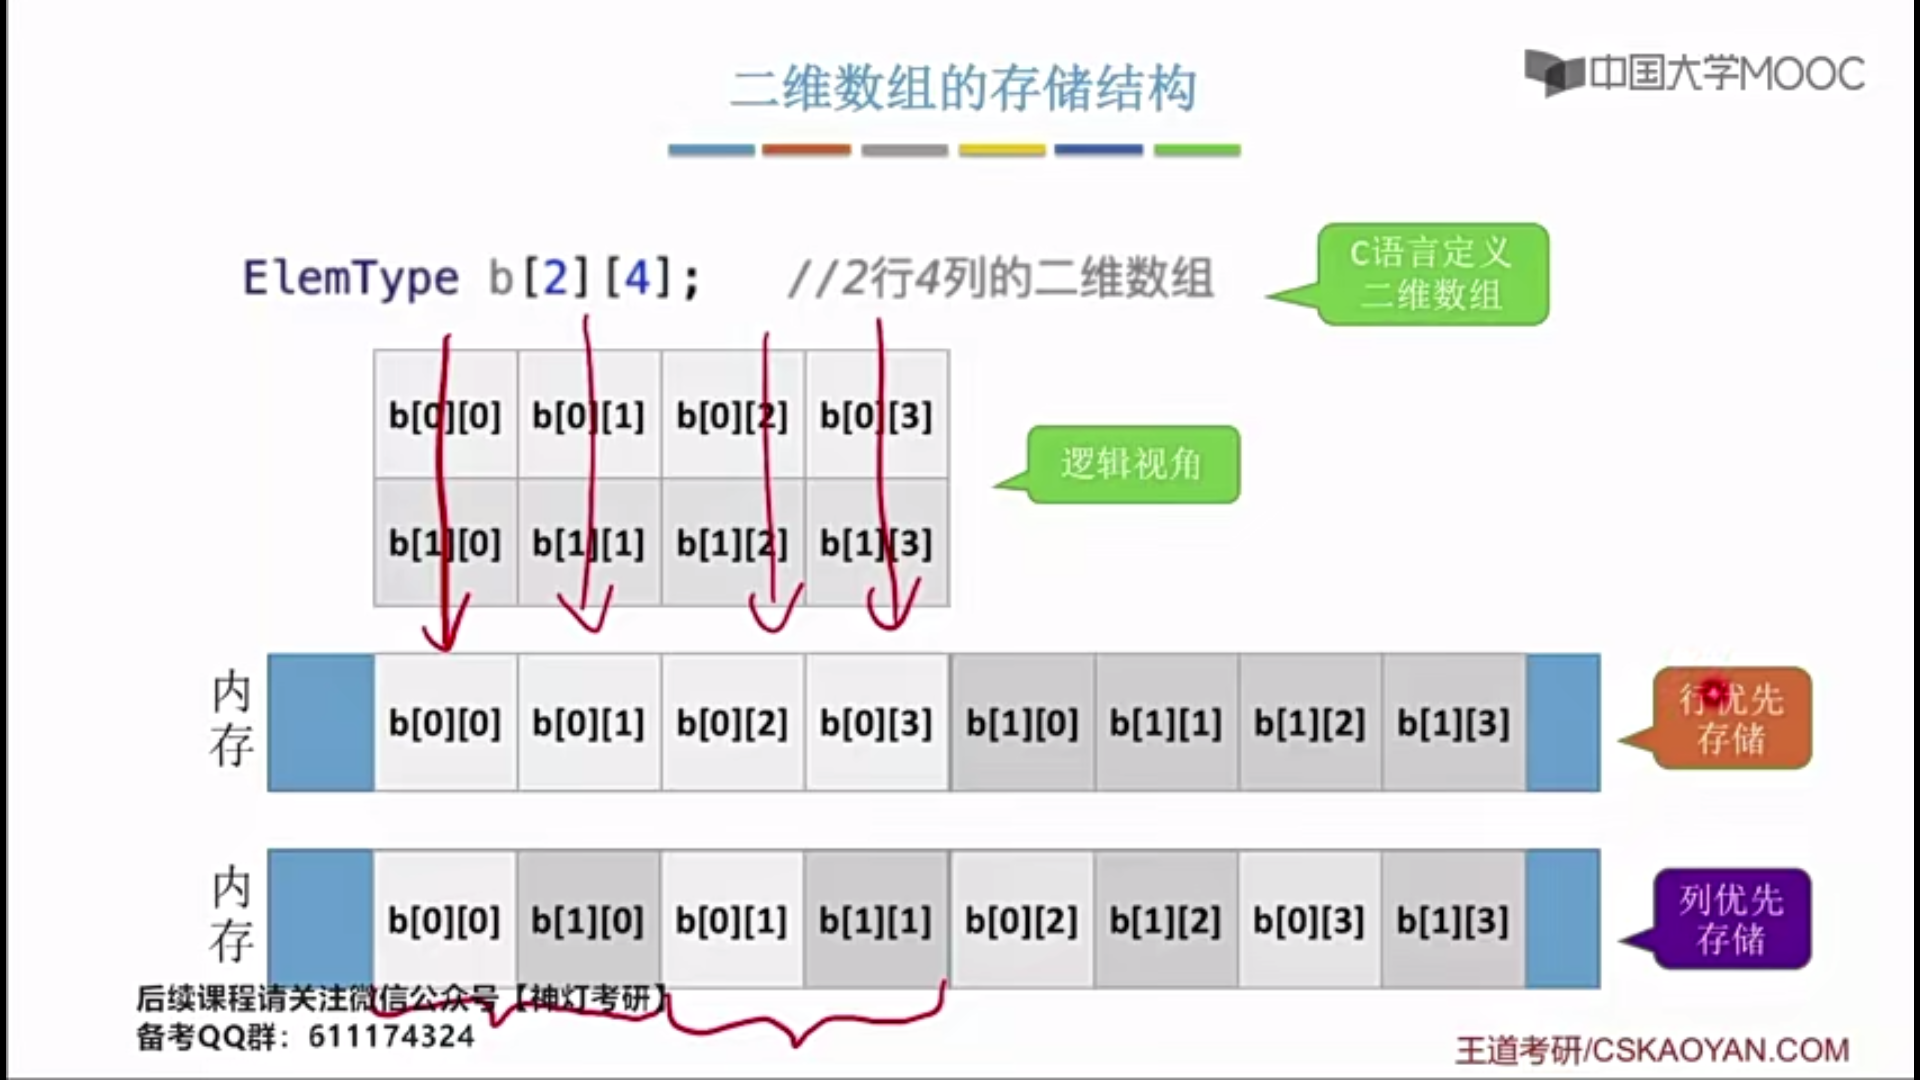 二维数组的存储结构
中国大学MOOC
ElemType b[2][4]; //2行4列的二维数组
C语言定义
二维数组
b[0][0] b[0][1] b[0][2] b[0][3]
逻辑视角
b[1][0] b[1][1] b[1][2] b[1][3]
内存
b[0][0] b[0][1] b[0][2] b[0][3] b[1][0] b[1][1] b[1][2] b[1][3]
行优先
存储
内存
b[0][0] b[1][0] b[0][1] b[1][1] b[0][2] b[1][2] b[0][3] b[1][3]
列优先
存储
后续课程请关注微信公众号【神灯考研】
备考QQ群：611174324
王道考研/CSKAOYAN.COM